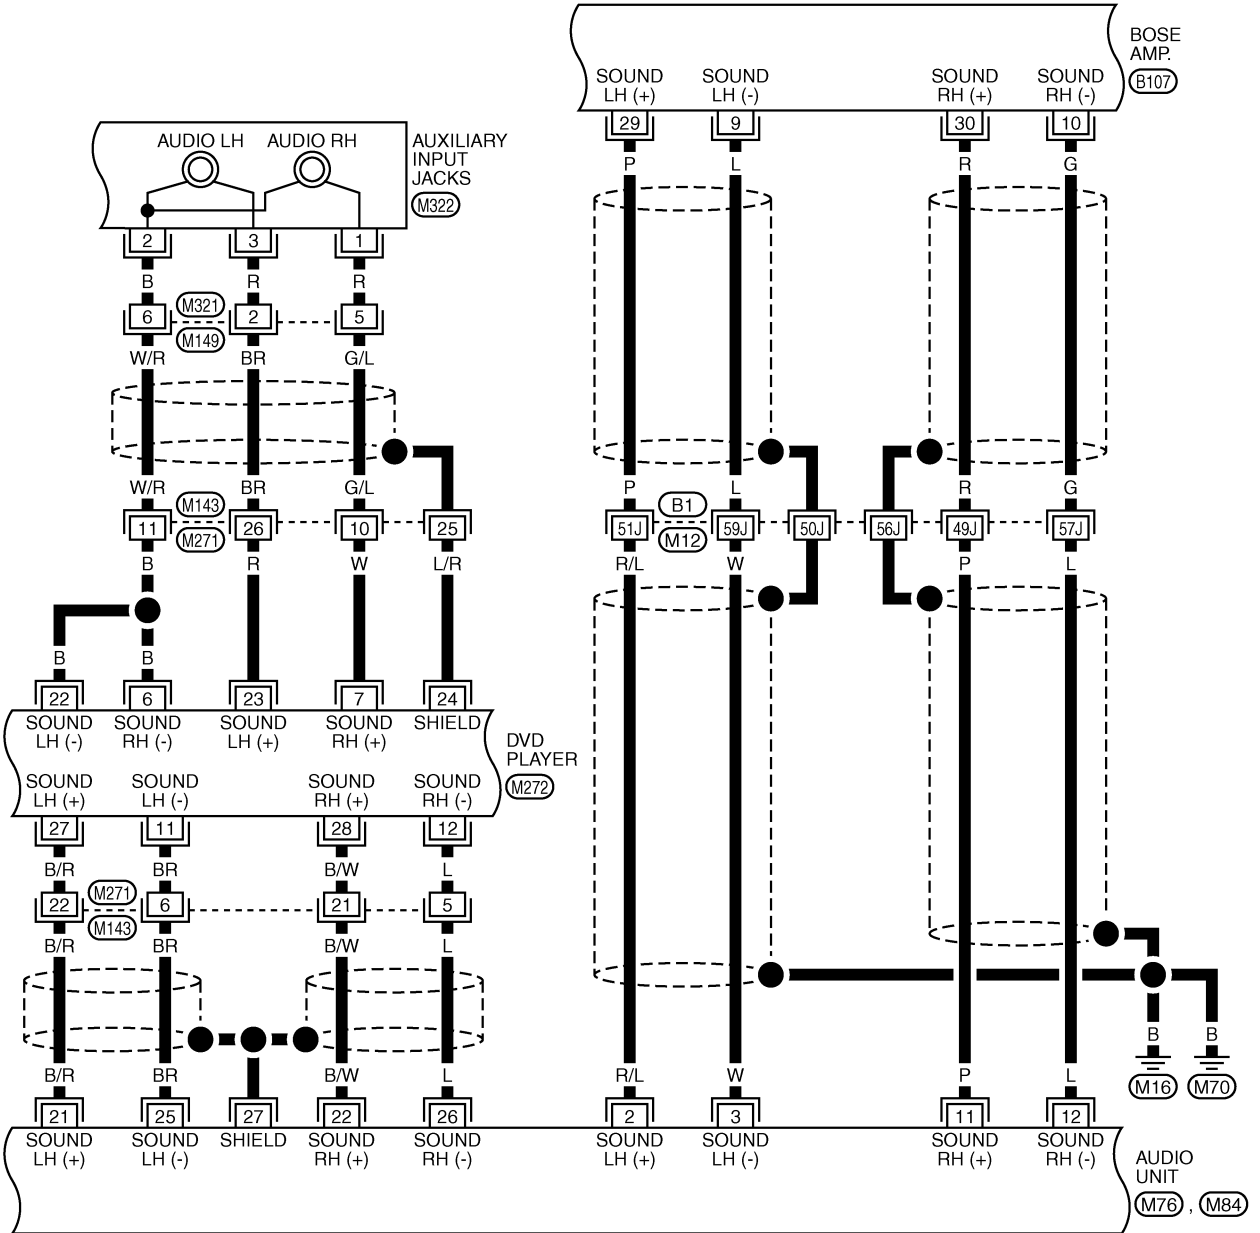 BOSE
AMP.
B107
SOUND SOUND SOUND SOUND
LH (+) LH (-) RH (+) RH (-)
29 9 30 10
P L R G
AUDIO LH AUDIO RH
AUXILIARY
INPUT
JACKS
M322
2 3 1
B R R
M321
6 2 5
M149
W/R BR G/L
W/R BR G/L
P L R G
M143
11 26 10 25
M271
B1
51J 59J 50J 56J 49J 57J
M12
B R W L/R
R/L W P L
B B
22 6 23 7 24
SOUND SOUND SOUND SOUND SHIELD
LH (-) RH (-) LH (+) RH (+)
DVD
PLAYER
M272
SOUND SOUND SOUND SOUND
LH (+) LH (-) RH (+) RH (-)
27 11 28 12
B/R BR B/W L
M271
22 6 21 5
M143
B/R BR B/W L
B B
M16 M70
B/R BR B/W L R/L W P L
21 25 27 22 26 2 3 11 12
SOUND SOUND SHIELD SOUND SOUND SOUND SOUND SOUND SOUND
LH (+) LH (-) RH (+) RH (-) LH (+) LH (-) RH (+) RH (-)
AUDIO
UNIT
M76 , M84